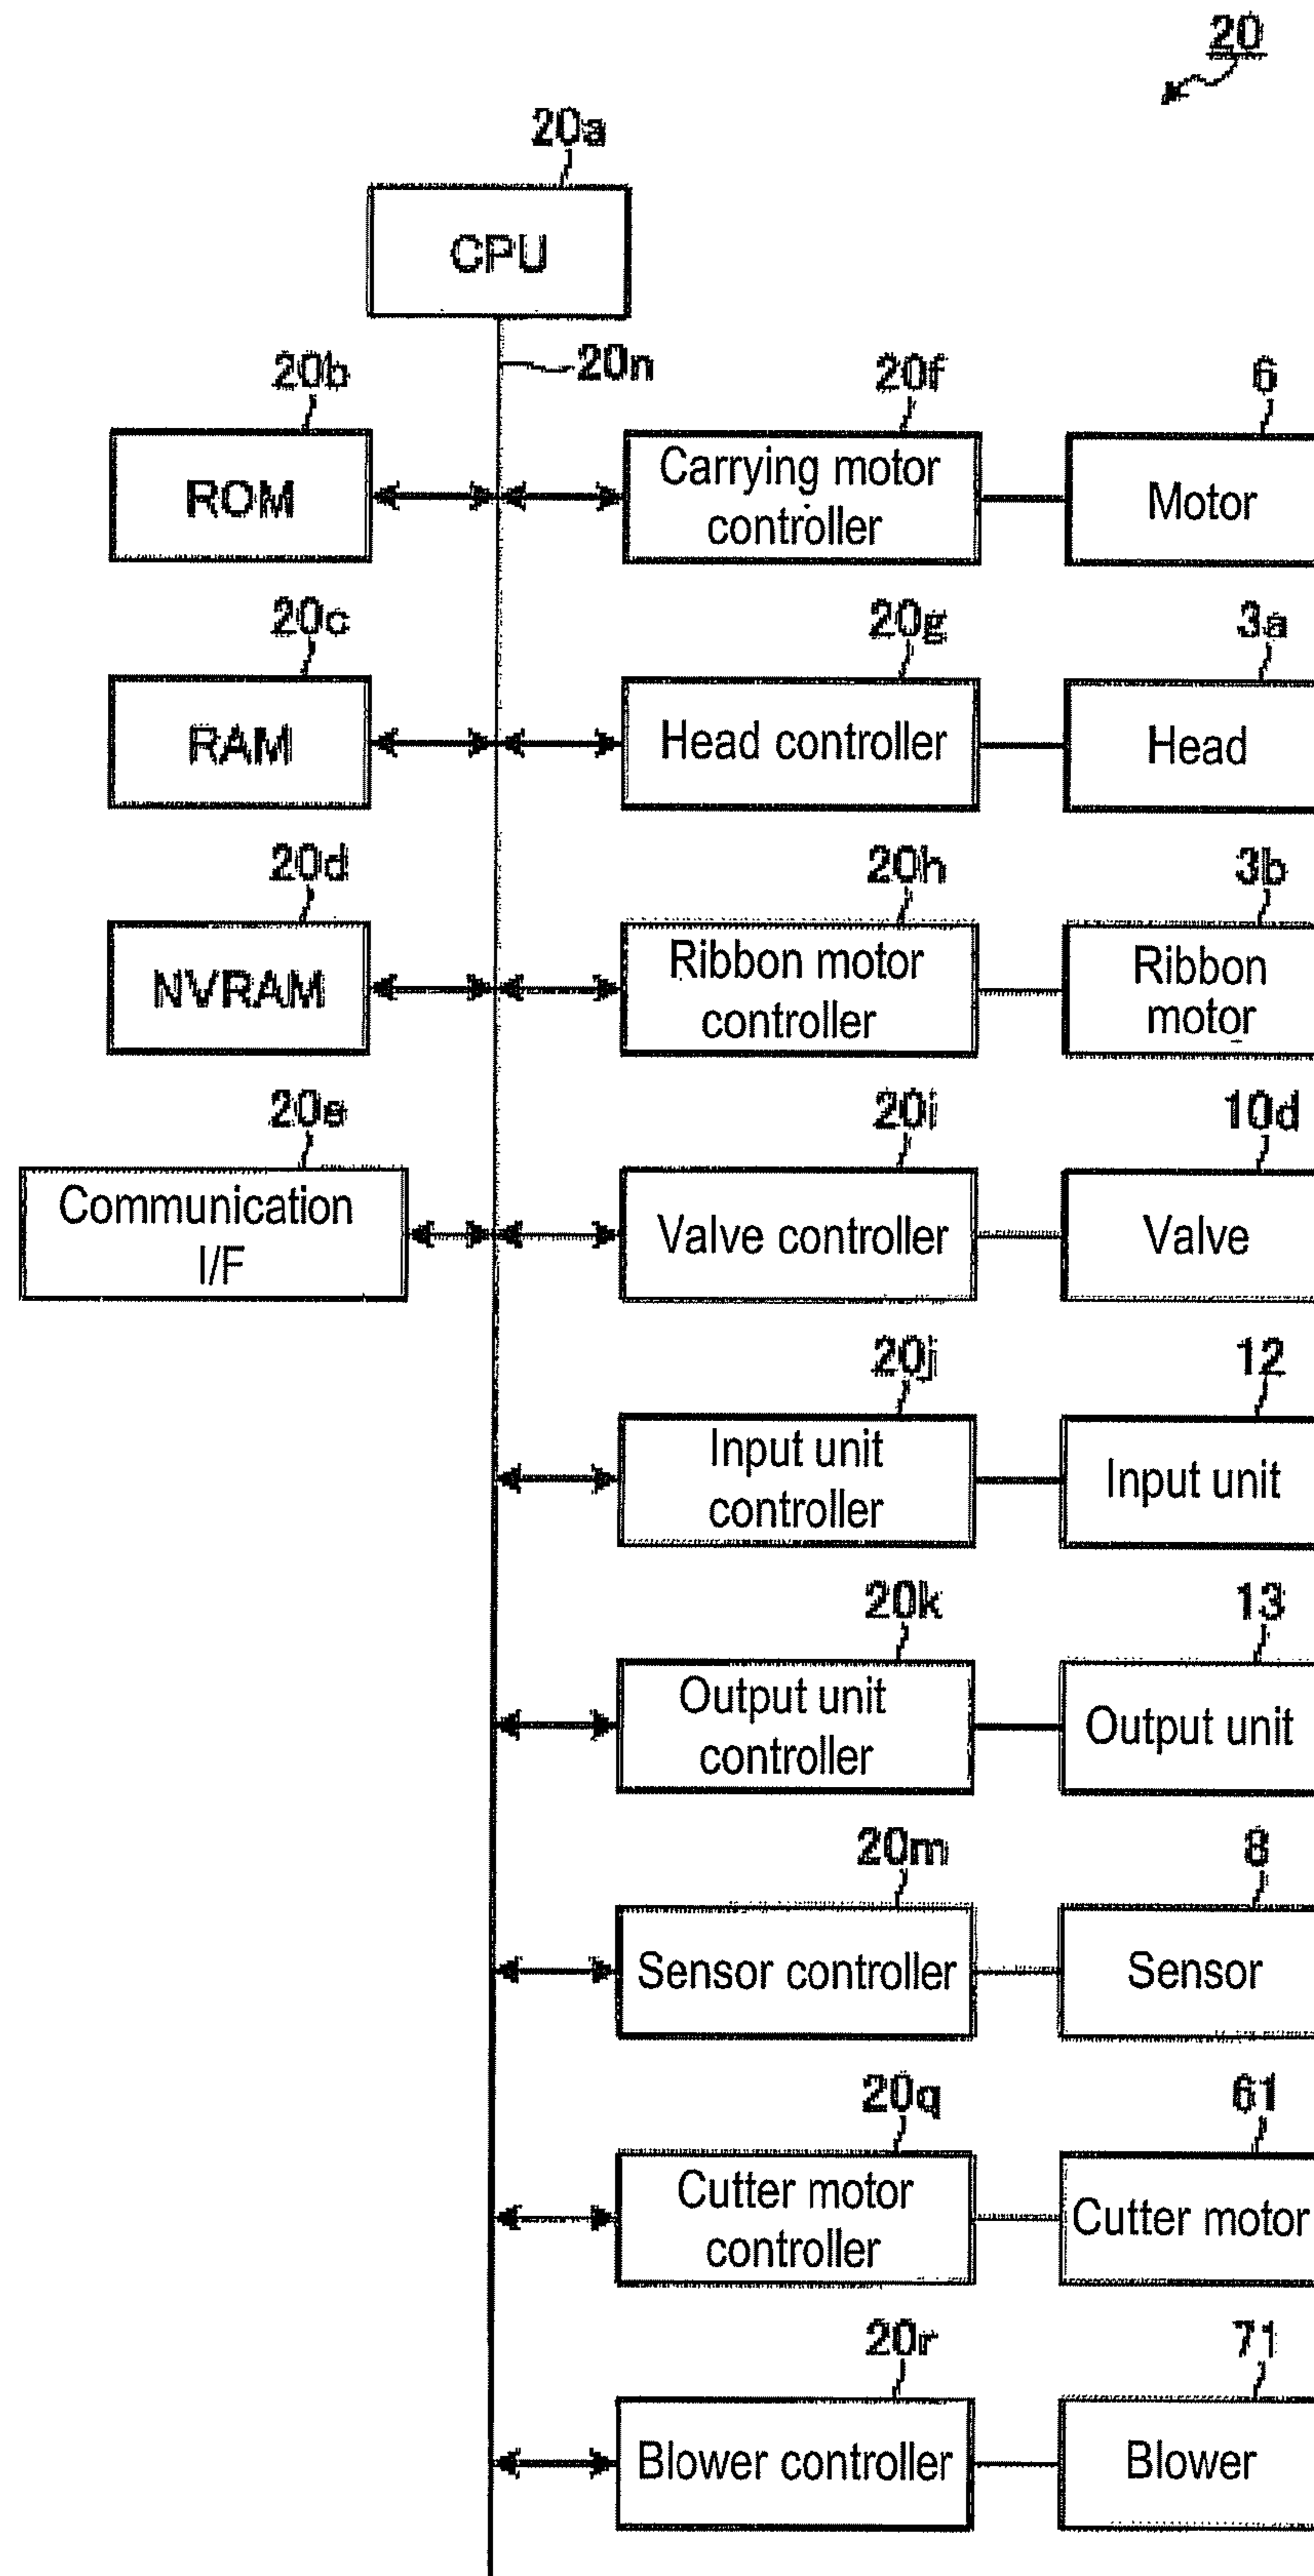 20
20a
CPU
20n
20b
20f
6
ROM
Carrying motor
controller
Motor
20c
20g
3a
RAM
Head controller
Head
20d
20h
3b
NVRAM
Ribbon motor
controller
Ribbon
motor
20e
20i
10d
Communication
I/F
Valve controller
Valve
20j
12
Input unit
controller
Input unit
20k
13
Output unit
controller
Output unit
20m
8
Sensor controller
Sensor
20q
61
Cutter motor
controller
Cutter motor
20r
71
Blower controller
Blower